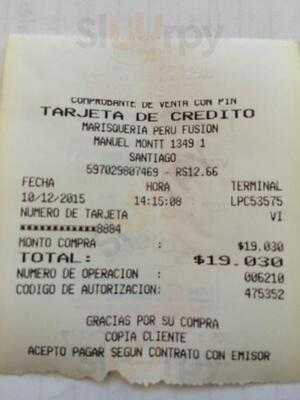 sluurpy
COMPROBANTE DE VENTA CON PIN
TARJETA DE CREDITO
MARISQUERIA PERU FUSION
MANUEL MONTT 1349 1
SANTIAGO
597029807469 - RS12.66
FECHA HORA TERMINAL
10/12/2015 14:15:08 LPC53575
NUMERO DE TARJETA VI
************8884
MONTO COMPRA : $19.030
TOTAL: $19.030
NUMERO DE OPERACION : 006210
CODIGO DE AUTORIZACION: 475352
GRACIAS POR SU COMPRA
COPIA CLIENTE
ACEPTO PAGAR SEGUN CONTRATO CON EMISOR